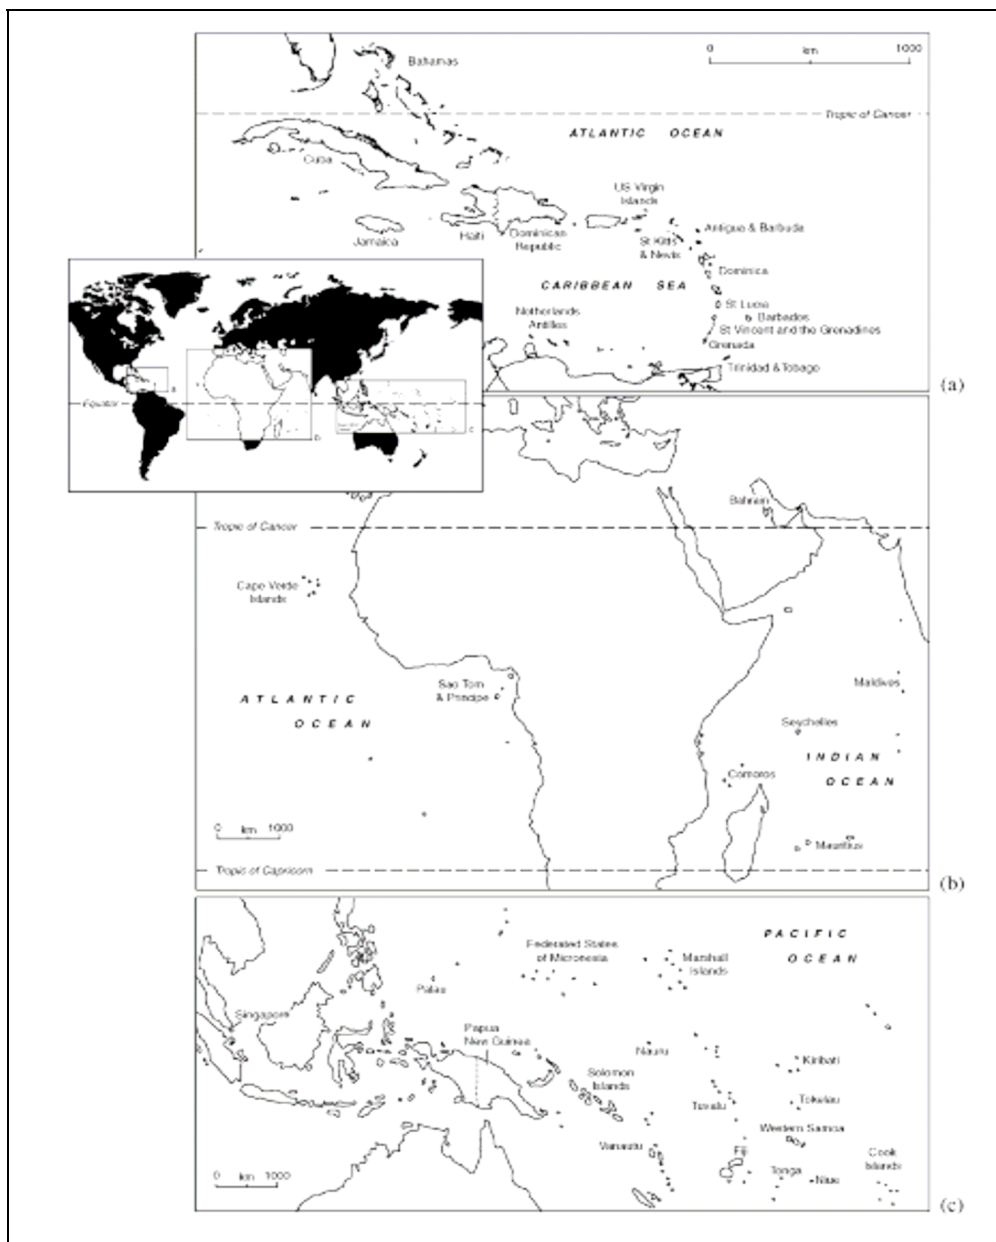 0 km 1000
Bahamas
Tropic of Cancer
ATLANTIC OCEAN
Cuba
US Virgin
Islands
Jamaica
Haiti
Dominican
Republic
St Kitts
& Nevis
Antigua & Barbuda
Dominica
CARIBBEAN SEA
Netherlands
Antilles
St Lucia
Barbados
St Vincent and the Grenadines
Grenada
Trinidad & Tobago
(a)
Equator
Bahrain
Tropic of Cancer
Cape Verde
Islands
Sao Tom
& Principe
ATLANTIC
OCEAN
Maldives
Seychelles
INDIAN
OCEAN
Comoros
0 km 1000
Mauritius
Tropic of Capricorn
(b)
PACIFIC
OCEAN
Federated States
of Micronesia
Marshall
Islands
Palau
Singapore
Papua
New Guinea
Nauru
Kiribati
Solomon
Islands
Tuvalu
Tokelau
Western Samoa
Vanautu
Fiji
Cook
Islands
Tonga
Niue
0 km 1000
(c)